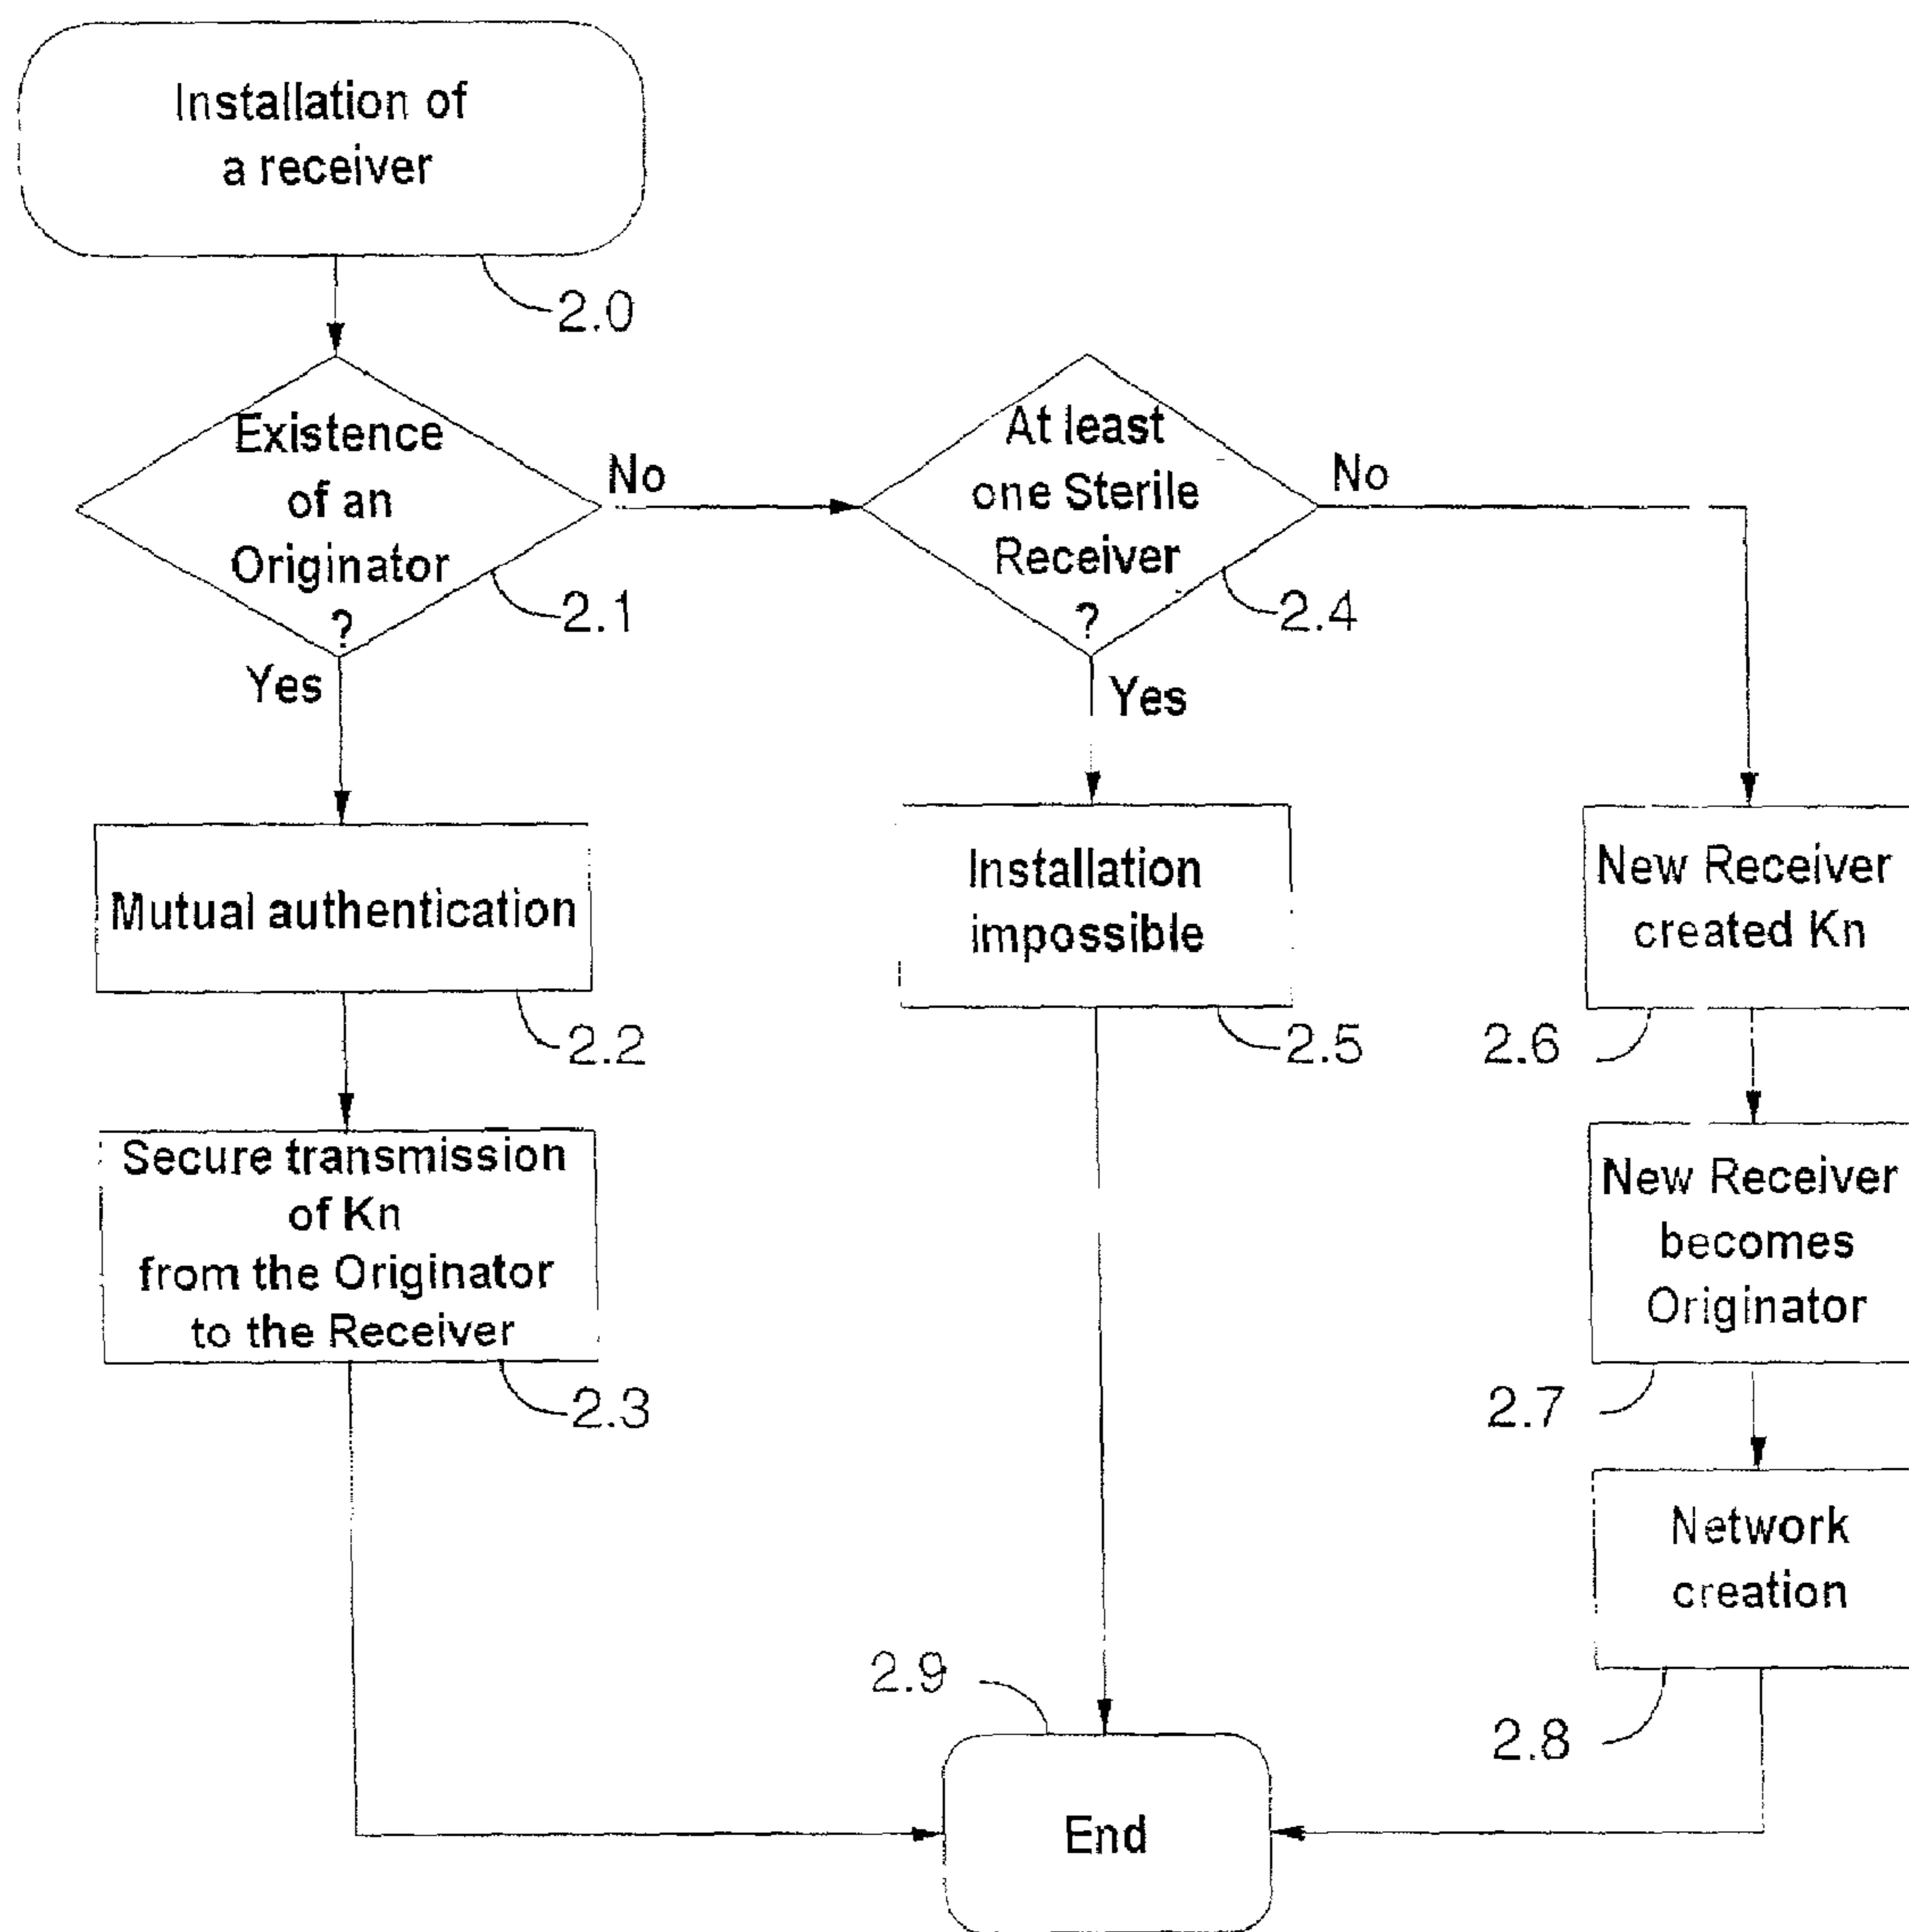 Installation of
a receiver
2.0
Existence
of an
Originator
?
2.1
No
Yes
At least
one Sterile
Receiver
?
2.4
No
Yes
Mutual authentication
2.2
Installation
impossible
2.5
New Receiver
created Kn
2.6
Secure transmission
of Kn
from the Originator
to the Receiver
2.3
New Receiver
becomes
Originator
2.7
Network
creation
2.8
2.9
End